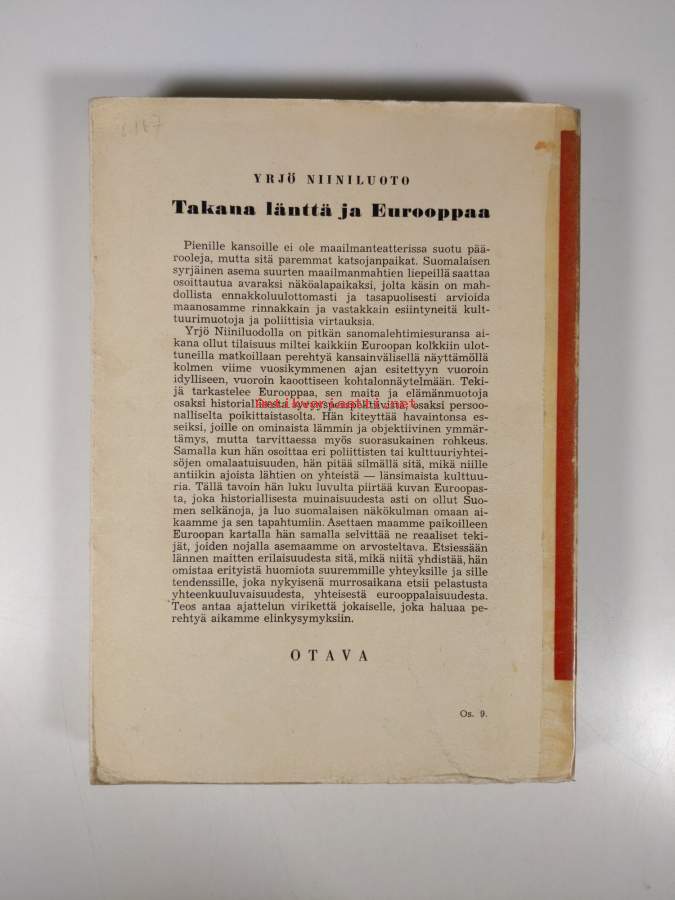 YRJÖ NIINILUOTO
Takana länttä ja Eurooppaa
Pienille kansoille ei ole maailmanteatterissa suotu pää-
rooleja, mutta sitä paremmat katsojanpaikat. Suomalaisen
syrjäinen asema suurten maailmanmahtien liepeillä saattaa
osoittautua avaraksi näköalapaikaksi, jolta käsin on mah-
dollista ennakkoluulottomasti ja tasapuolisesti arvioida
maanosamme rinnakkain ja vastakkain esiintyneitä kult-
tuurimuotoja ja poliittisia virtauksia.
Yrjö Niiniluodolla on pitkän sanomalehtimiesuransa ai-
kana ollut tilaisuus miltei kaikkiin Euroopan kolkkiin ulot-
tuneilla matkoillaan perehtyä kansainvälisellä näyttämöllä
kolmen viime vuosikymmenen ajan esitettyyn vuoroin
idylliseen, vuoroin kaoottiseen kohtalonnäytelmään. Teki-
jä tarkastelee Eurooppaa, sen maita ja elämänmuotoja
osaksi historiallisesta osaksi persoo-
nalliselta poikittaistasolta. Hän kiteyttää havaintonsa es-
seiksi, joille on ominaista lämmin ja objektiivinen ymmär-
tämys, mutta tarvittaessa myös suorasukainen rohkeus.
Samalla kun hän osoittaa eri poliittisten tai kulttuuriyhtei-
söjen omalaatuisuuden, hän pitää silmällä sitä, mikä niille
antiikin ajoista lähtien on yhteistä — länsimaista kulttuu-
ria. Tällä tavoin hän luku luvulta piirtää kuvan Euroopas-
ta, joka historiallisesta muinaisuudesta asti on ollut Suo-
men selkänoja, ja luo suomalaisen näkökulman omaan ai-
kaamme ja sen tapahtumiin. Asettaen maamme paikoilleen
Euroopan kartalla hän samalla selvittää ne reaaliset teki-
jät, joiden nojalla asemaamme on arvosteltava. Etsiessään
lännen maitten erilaisuudesta sitä, mikä niitä yhdistää, hän
omistaa erityistä huomiota suuremmille yhteyksille ja sille
tendenssille, joka nykyisenä murrosaikana etsii pelastusta
yhteenkuuluvaisuudesta, yhteisestä eurooppalaisuudesta.
Teos antaa ajattelun virikettä jokaiselle, joka haluaa pe-
rehtyä aikamme elinkysymyksiin.
OTAVA
Os. 9.